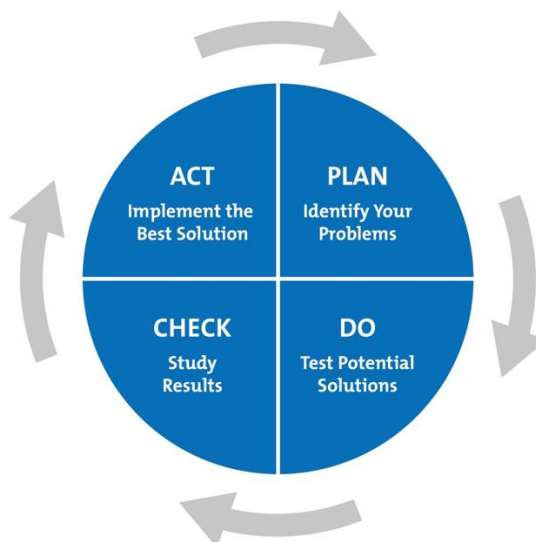 ACT
Implement the
Best Solution
PLAN
Identify Your
Problems
CHECK
Study
Results
DO
Test Potential
Solutions